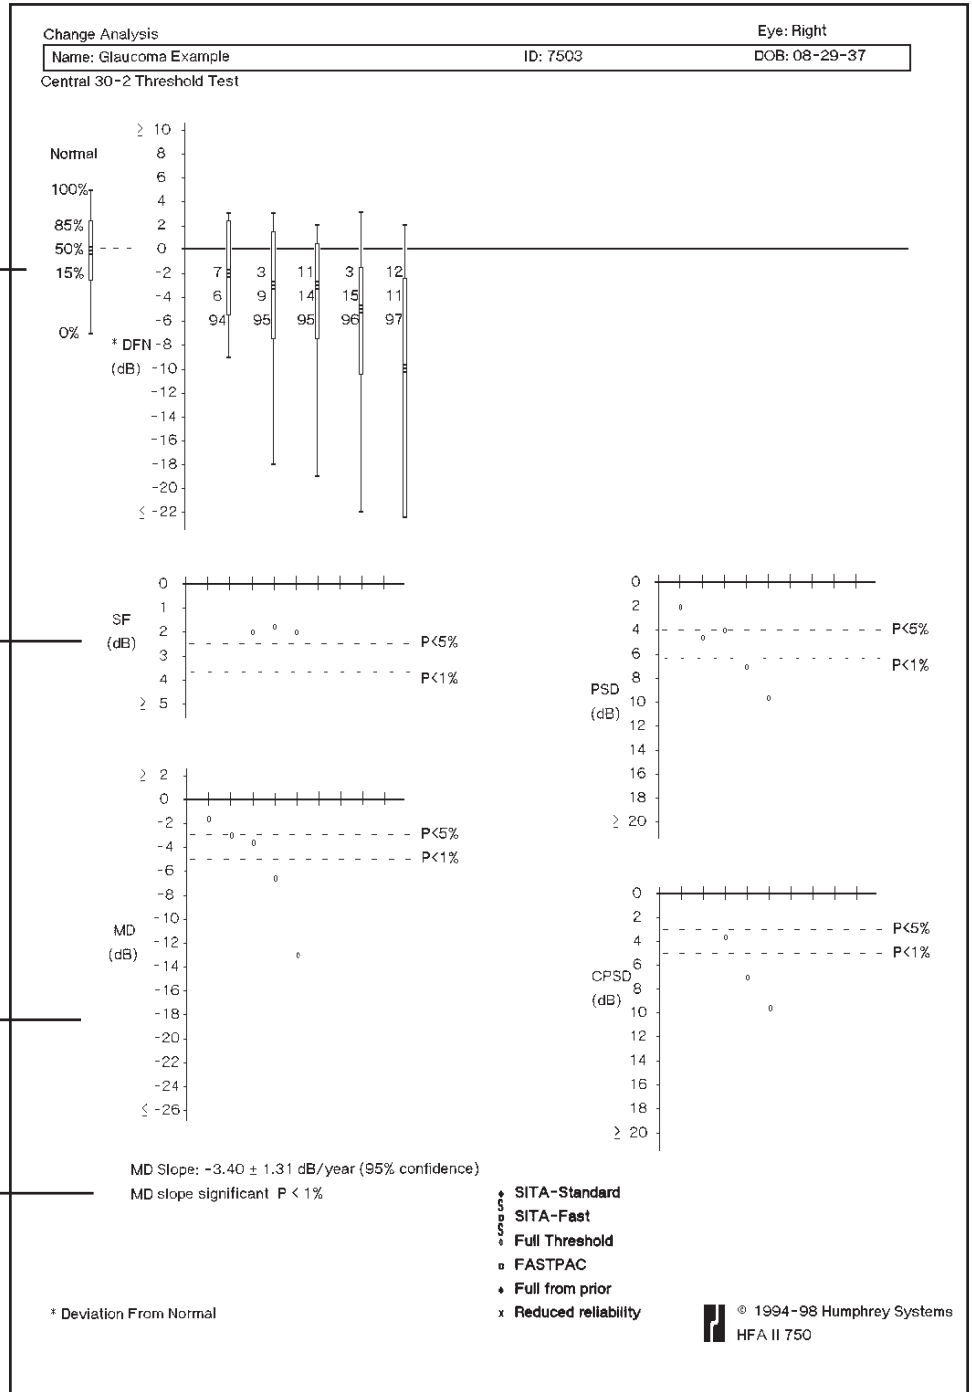 Change Analysis
Eye: Right
Name: Glaucoma Example ID: 7503 DOB: 08-29-37
Central 30-2 Threshold Test
Normal
100%
85%
50%
15%
0%
≥ 10
8
6
4
2
0
-2
-4
-6
* DFN -8
(dB) -10
-12
-14
-16
-18
-20
≤ -22
7 3 11 3 12
6 9 14 15 11
94 95 95 96 97
SF
(dB)
0
1
2
3
4
≥ 5
P<5%
P<1%
PSD
(dB)
0
2
4
6
8
10
12
14
16
18
≥ 20
P<5%
P<1%
MD
(dB)
≥ 2
0
-2
-4
-6
-8
-10
-12
-14
-16
-18
-20
-22
-24
≤ -26
P<5%
P<1%
CPSD
(dB)
0
2
4
6
8
10
12
14
16
18
≥ 20
P<5%
P<1%
MD Slope: -3.40 ± 1.31 dB/year (95% confidence)
MD slope significant P < 1%
S SITA-Standard
S SITA-Fast
Full Threshold
FASTPAC
Full from prior
x Reduced reliability
* Deviation From Normal
© 1994-98 Humphrey Systems
HFA II 750